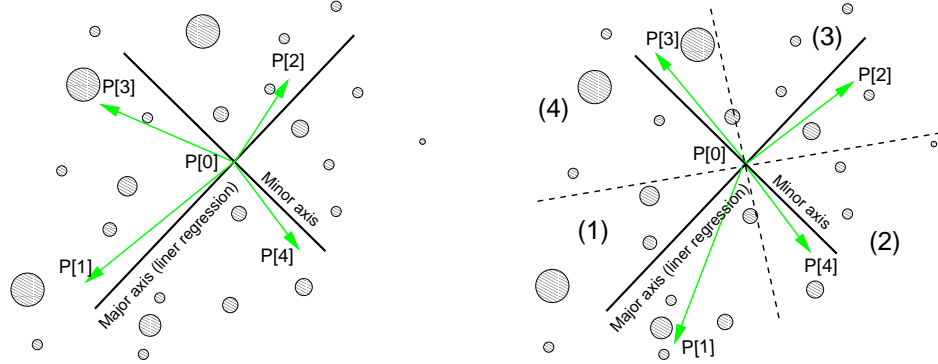 P[2]
P[3]
P[0]
Minor axis
Major axis (liner regression)
P[1]
P[4]
(3)
P[3]
P[2]
(4)
P[0]
Minor axis
(1)
(2)
Major axis (liner regression)
P[4]
P[1]